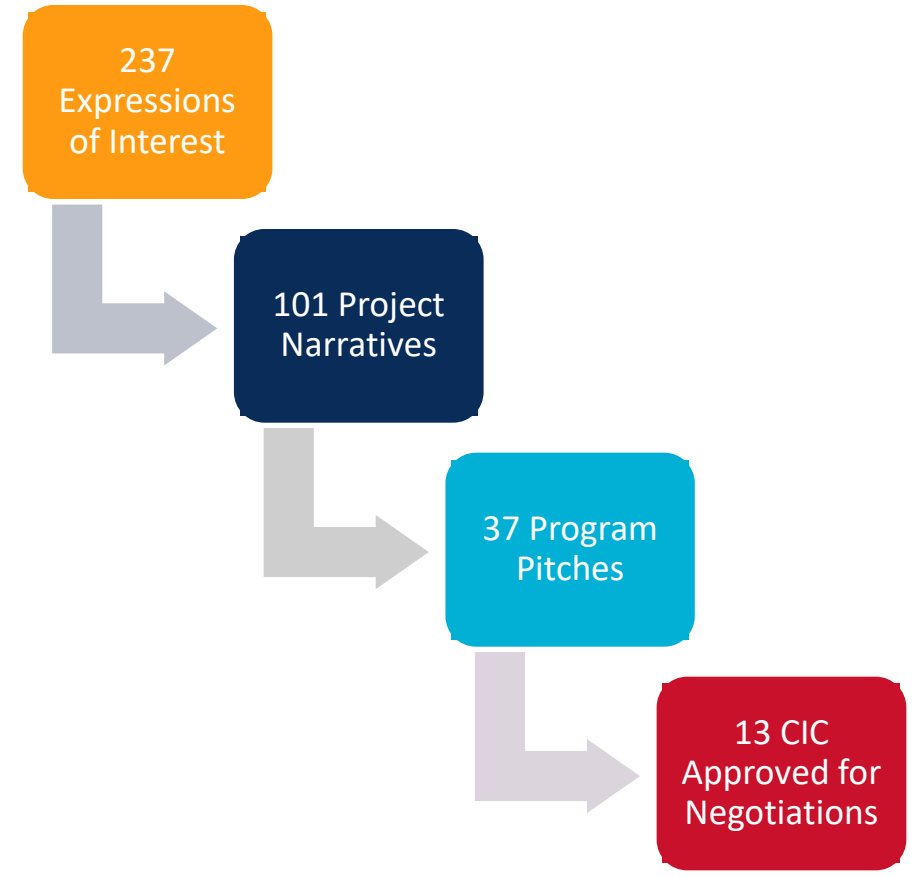 237
Expressions
of Interest
101 Project
Narratives
37 Program
Pitches
13 CIC
Approved for
Negotiations